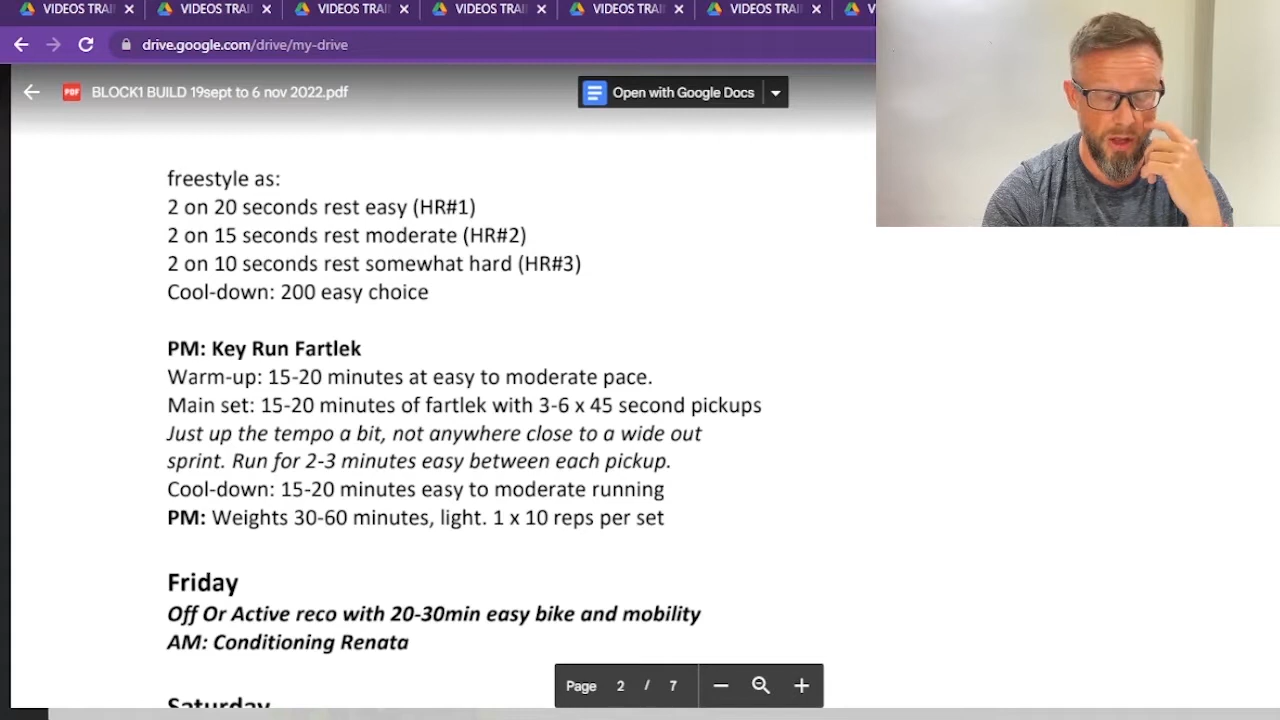 VIDEOS TRAI
VIDEOS TRAI
VIDEOS TRAI
VIDEOS TRAI
VIDEOS TRAI
VIDEOS TRAI
drive.google.com/drive/my-drive
PDF BLOCK1 BUILD 19sept to 6 nov 2022.pdf
Open with Google Docs
freestyle as:
2 on 20 seconds rest easy (HR#1)
2 on 15 seconds rest moderate (HR#2)
2 on 10 seconds rest somewhat hard (HR#3)
Cool-down: 200 easy choice
PM: Key Run Fartlek
Warm-up: 15-20 minutes at easy to moderate pace.
Main set: 15-20 minutes of fartlek with 3-6 x 45 second pickups
Just up the tempo a bit, not anywhere close to a wide out
sprint. Run for 2-3 minutes easy between each pickup.
Cool-down: 15-20 minutes easy to moderate running
PM: Weights 30-60 minutes, light. 1 x 10 reps per set
Friday
Off Or Active reco with 20-30min easy bike and mobility
AM: Conditioning Renata
Saturday
Page 2 / 7